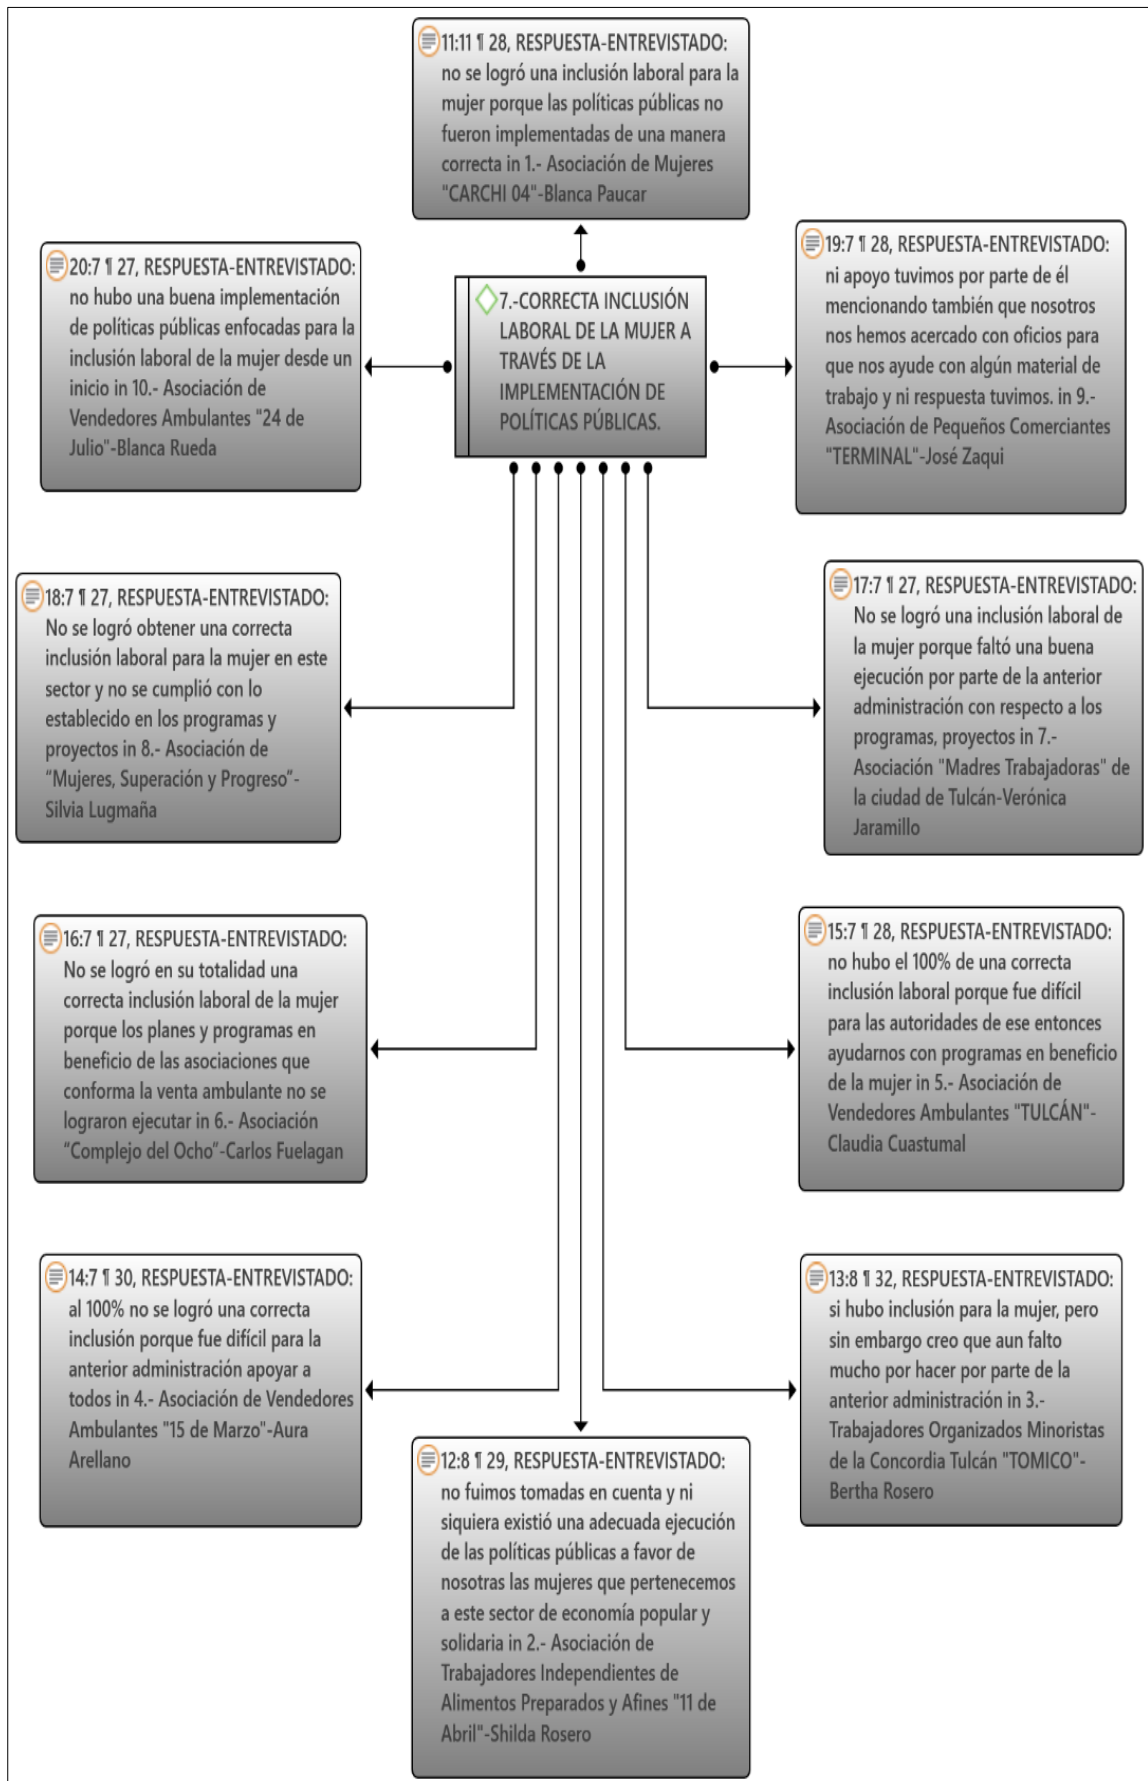 11:11 ¶ 28, RESPUESTA-ENTREVISTADO:
no se logró una inclusión laboral para la
mujer porque las políticas públicas no
fueron implementadas de una manera
correcta in 1.- Asociación de Mujeres
"CARCHI 04"-Blanca Paucar
20:7 ¶ 27, RESPUESTA-ENTREVISTADO:
no hubo una buena implementación
de políticas públicas enfocadas para la
inclusión laboral de la mujer desde un
inicio in 10.- Asociación de
Vendedores Ambulantes "24 de
Julio"-Blanca Rueda
7.-CORRECTA INCLUSIÓN
LABORAL DE LA MUJER A
TRAVÉS DE LA
IMPLEMENTACIÓN DE
POLÍTICAS PÚBLICAS.
19:7 ¶ 28, RESPUESTA-ENTREVISTADO:
ni apoyo tuvimos por parte de él
mencionando también que nosotros
nos hemos acercado con oficios para
que nos ayude con algún material de
trabajo y ni respuesta tuvimos. in 9.-
Asociación de Pequeños Comerciantes
"TERMINAL"-José Zaqui
18:7 ¶ 27, RESPUESTA-ENTREVISTADO:
No se logró obtener una correcta
inclusión laboral para la mujer en este
sector y no se cumplió con lo
establecido en los programas y
proyectos in 8.- Asociación de
“Mujeres, Superación y Progreso”-
Silvia Lugmaña
17:7 ¶ 27, RESPUESTA-ENTREVISTADO:
No se logró una inclusión laboral de
la mujer porque faltó una buena
ejecución por parte de la anterior
administración con respecto a los
programas, proyectos in 7.-
Asociación "Madres Trabajadoras" de
la ciudad de Tulcán-Verónica
Jaramillo
16:7 ¶ 27, RESPUESTA-ENTREVISTADO:
No se logró en su totalidad una
correcta inclusión laboral de la mujer
porque los planes y programas en
beneficio de las asociaciones que
conforma la venta ambulante no se
lograron ejecutar in 6.- Asociación
“Complejo del Ocho”-Carlos Fuelagan
15:7 ¶ 28, RESPUESTA-ENTREVISTADO:
no hubo el 100% de una correcta
inclusión laboral porque fue difícil
para las autoridades de ese entonces
ayudarnos con programas en beneficio
de la mujer in 5.- Asociación de
Vendedores Ambulantes "TULCÁN"-
Claudia Cuastumal
14:7 ¶ 30, RESPUESTA-ENTREVISTADO:
al 100% no se logró una correcta
inclusión porque fue difícil para la
anterior administración apoyar a
todos in 4.- Asociación de Vendedores
Ambulantes "15 de Marzo"-Aura
Arellano
13:8 ¶ 32, RESPUESTA-ENTREVISTADO:
si hubo inclusión para la mujer, pero
sin embargo creo que aun falto
mucho por hacer por parte de la
anterior administración in 3.-
Trabajadores Organizados Minoristas
de la Concordia Tulcán "TOMICO"-
Bertha Rosero
12:8 ¶ 29, RESPUESTA-ENTREVISTADO:
no fuimos tomadas en cuenta y ni
siquiera existió una adecuada ejecución
de las políticas públicas a favor de
nosotras las mujeres que pertenecemos
a este sector de economía popular y
solidaria in 2.- Asociación de
Trabajadores Independientes de
Alimentos Preparados y Afines "11 de
Abril"-Shilda Rosero